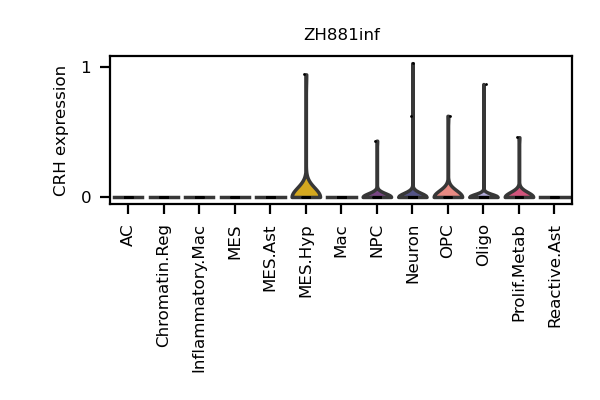 ZH881inf
CRH expression
1
0
AC
Chromatin.Reg
Inflammatory.Mac
MES
MES.Ast
MES.Hyp
Mac
NPC
Neuron
OPC
Oligo
Prolif.Metab
Reactive.Ast